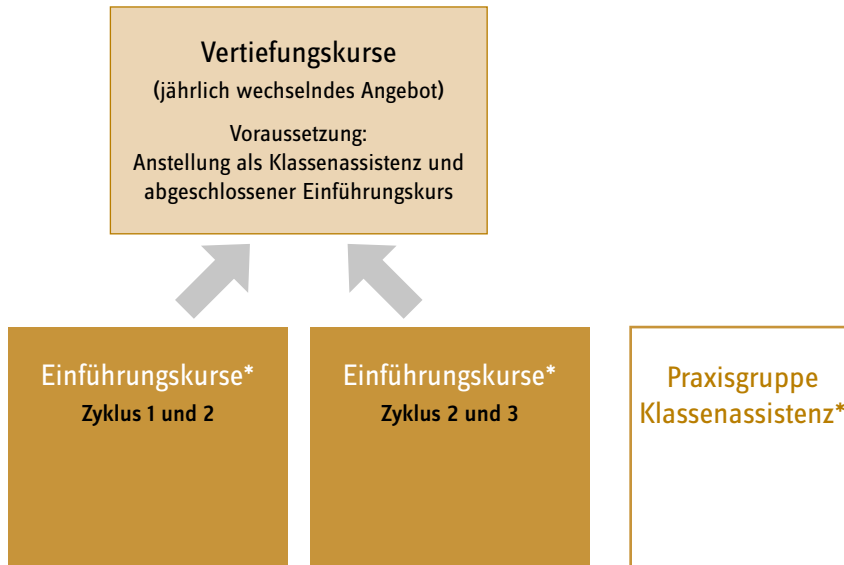 Vertiefungskurse
(jährlich wechselndes Angebot)
Voraussetzung:
Anstellung als Klassenassistenz und
abgeschlossener Einführungskurs
Einführungskurse*
Zyklus 1 und 2
Einführungskurse*
Zyklus 2 und 3
Praxisgruppe
Klassenassistenz*